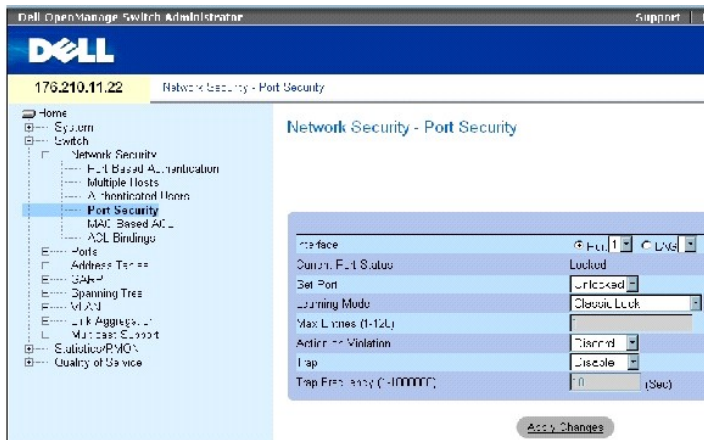 Dell OpenManage Switch Administrator
Support
DELL
176.210.11.22
Network Security - Port Security
Home
System
Switch
Network Security
Port Based Authentication
Multiple Hosts
Authenticated Users
Port Security
MAC Based ACL
ACL Bindings
Ports
Address Tables
GARP
Spanning Tree
VLAN
Link Aggregation
Multicast Support
Statistics/RMON
Quality of Service
Network Security - Port Security
Interface Port 1 LAG
Current Port Status Locked
Set Port Unlocked
Learning Mode Classic Lock
Max Entries (1-128) 1
Action on Violation Discard
Trap Disable
Trap Frequency (1-1000000) 10 (Sec)
Apply Changes